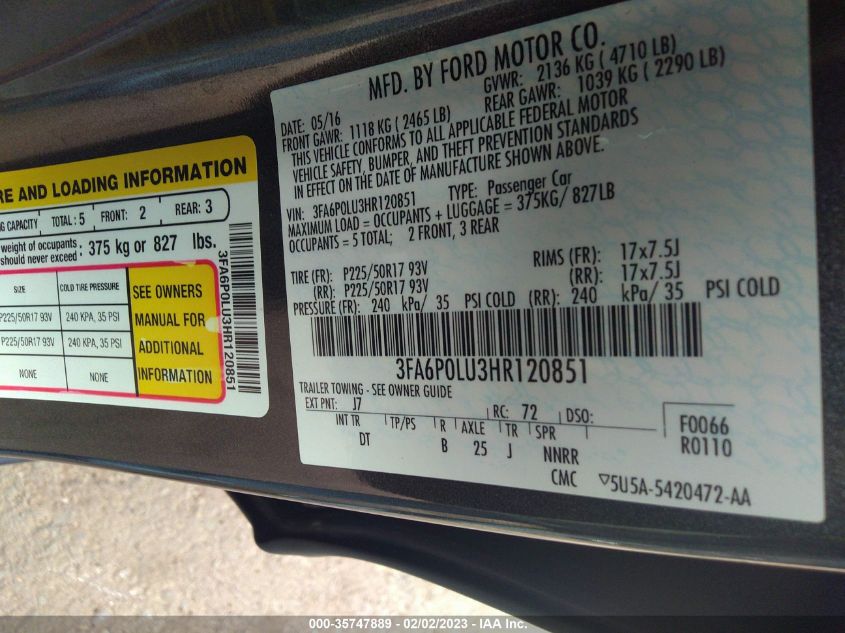 RE AND LOADING INFORMATION
NG CAPACITY TOTAL: 5 FRONT: 2 REAR: 3
weight of occupants
should never exceed: 375 kg or 827 lbs.
SIZE COLD TIRE PRESSURE
P225/50R17 93V 240 KPA, 35 PSI
P225/50R17 93V 240 KPA, 35 PSI
NONE NONE
SEE OWNERS
MANUAL FOR
ADDITIONAL
INFORMATION
3FA6P0LU3HR120851
MFD. BY FORD MOTOR CO.
DATE: 05/16 GVWR: 2136 KG ( 4710 LB)
FRONT GAWR: 1118 KG ( 2465 LB) REAR GAWR: 1039 KG ( 2290 LB)
THIS VEHICLE CONFORMS TO ALL APPLICABLE FEDERAL MOTOR
VEHICLE SAFETY, BUMPER, AND THEFT PREVENTION STANDARDS
IN EFFECT ON THE DATE OF MANUFACTURE SHOWN ABOVE.
VIN: 3FA6P0LU3HR120851 TYPE: Passenger Car
MAXIMUM LOAD = OCCUPANTS + LUGGAGE = 375KG/ 827LB
OCCUPANTS = 5 TOTAL; 2 FRONT, 3 REAR
TIRE (FR): P225/50R17 93V RIMS (FR): 17x7.5J
(RR): P225/50R17 93V (RR): 17x7.5J
PRESSURE (FR): 240 kPa/ 35 PSI COLD (RR): 240 kPa/ 35 PSI COLD
3FA6P0LU3HR120851
TRAILER TOWING - SEE OWNER GUIDE
EXT PNT: J7 RC: 72 DSO: F0066
INT TR TP/PS R AXLE TR SPR R0110
DT B 25 J NNRR
CMC ▽5U5A-5420472-AA
000-35747889 - 02/02/2023 - IAA Inc.